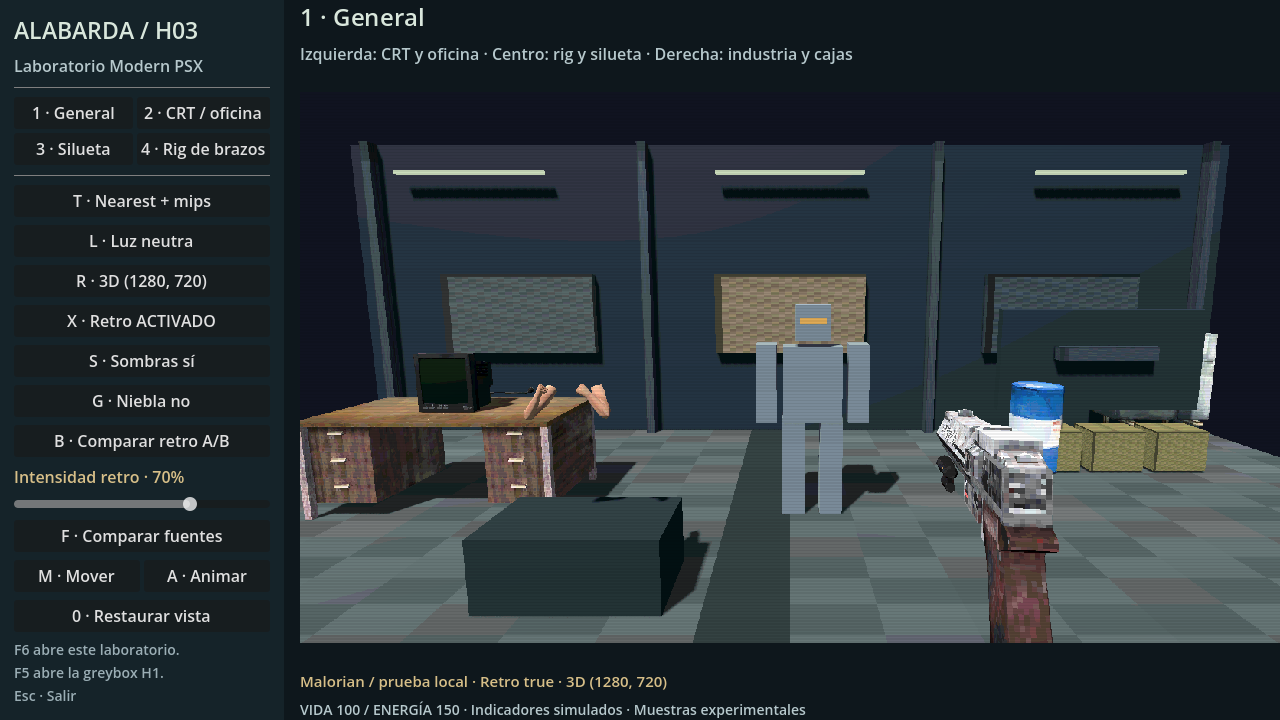 ALABARDA / H03
Laboratorio Modern PSX
1 · General
2 · CRT / oficina
3 · Silueta
4 · Rig de brazos
T · Nearest + mips
L · Luz neutra
R · 3D (1280, 720)
X · Retro ACTIVADO
S · Sombras sí
G · Niebla no
B · Comparar retro A/B
Intensidad retro · 70%
F · Comparar fuentes
M · Mover
A · Animar
0 · Restaurar vista
F6 abre este laboratorio.
F5 abre la greybox H1.
Esc · Salir
1 · General
Izquierda: CRT y oficina · Centro: rig y silueta · Derecha: industria y cajas
Malorian / prueba local · Retro true · 3D (1280, 720)
VIDA 100 / ENERGÍA 150 · Indicadores simulados · Muestras experimentales